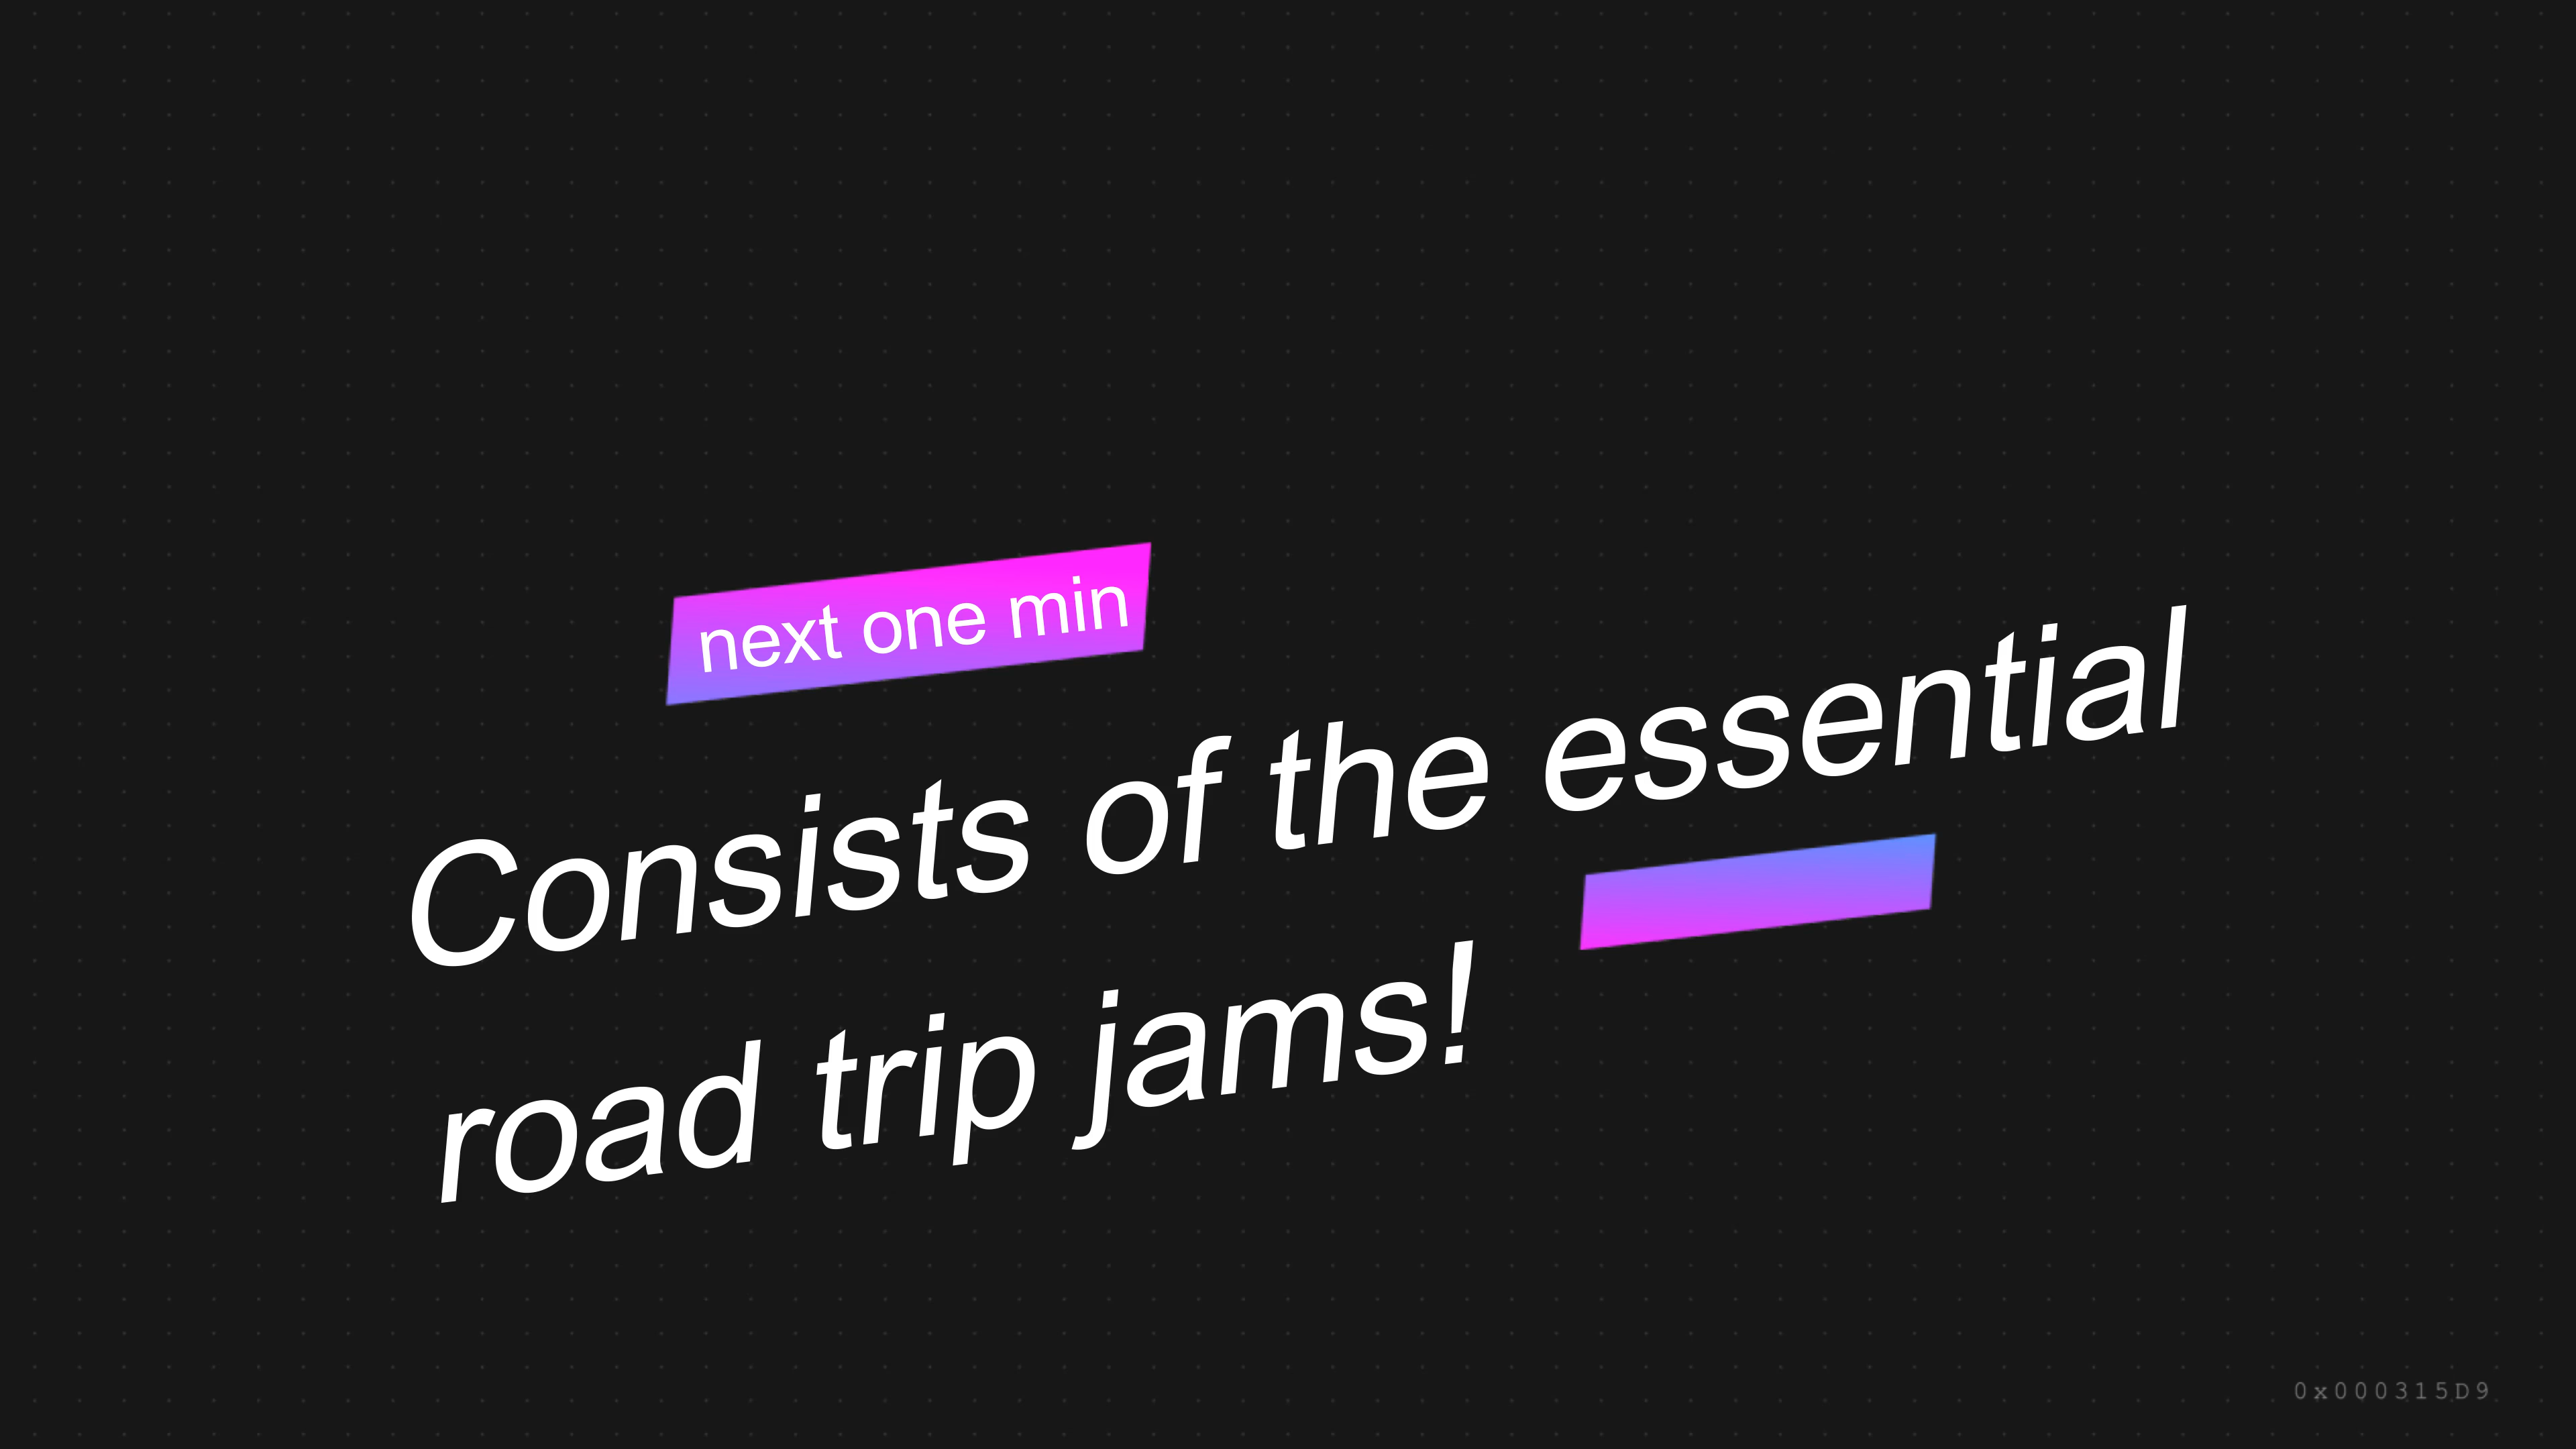 next one min
Consists of the essential
road trip jams!
0x000315D9